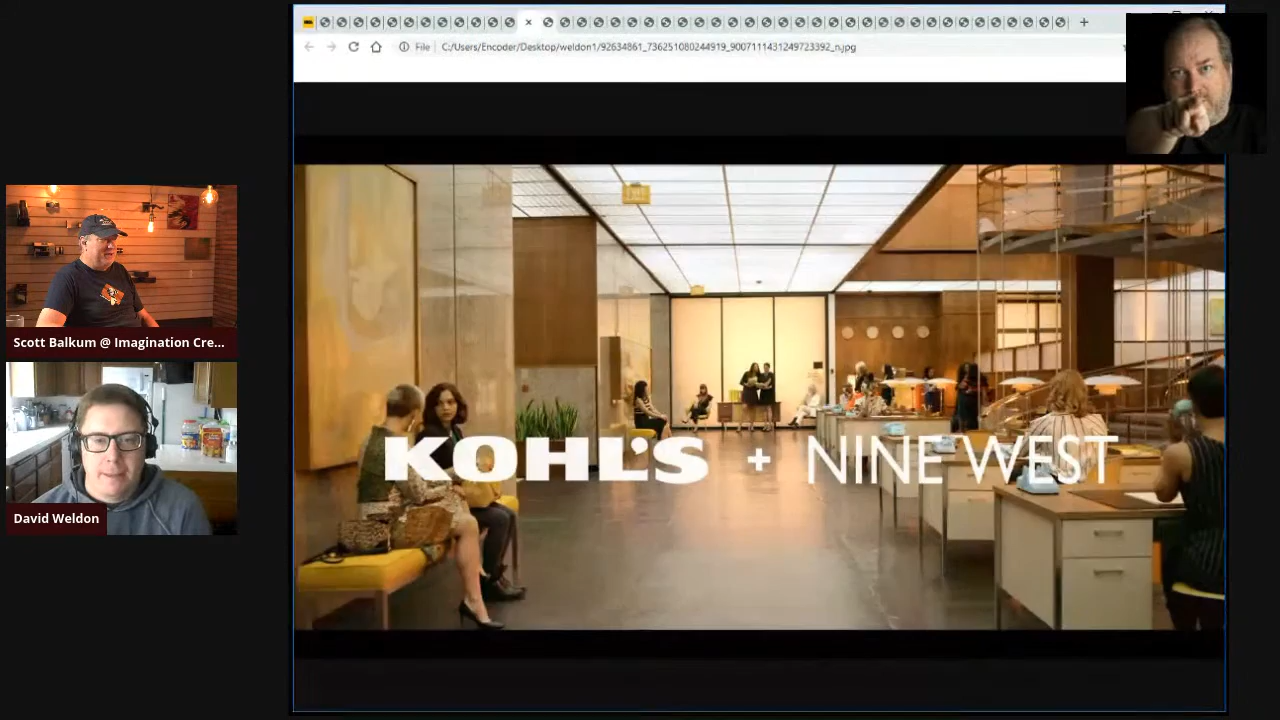 File
C:/Users/Encoder/Desktop/weldon1/92634861_736251080244919_9007111431249723392_n.jpg
Scott Balkum @ Imagination Cre...
David Weldon
KOHL'S + NINE WEST